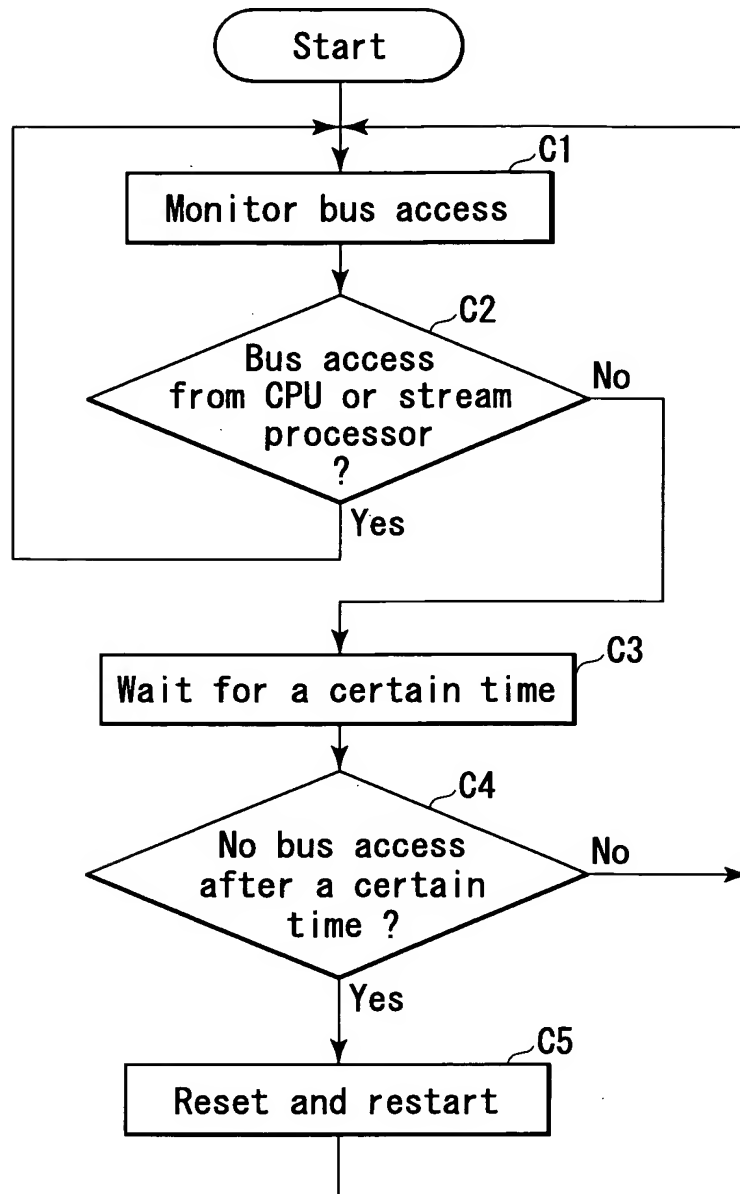 Start
C1
Monitor bus access
C2
Bus access
from CPU or stream
processor
?
No
Yes
C3
Wait for a certain time
C4
No bus access
after a certain
time ?
No
Yes
C5
Reset and restart